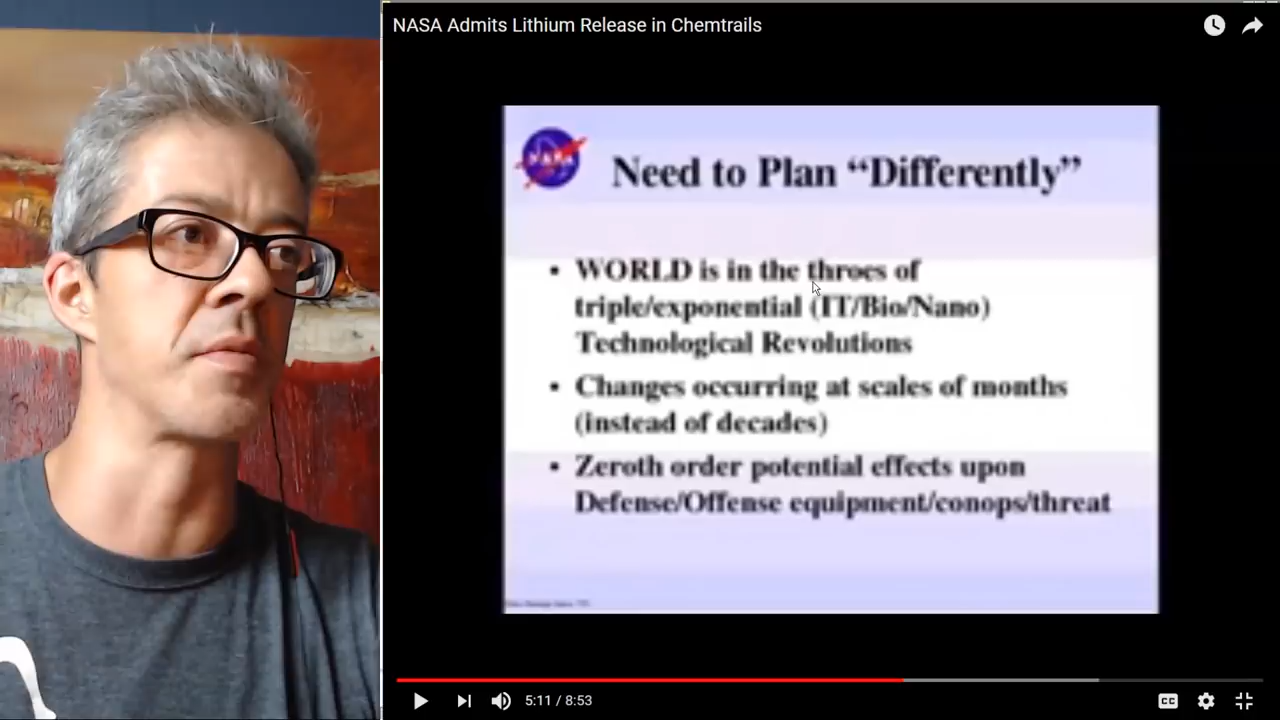 NASA Admits Lithium Release in Chemtrails
NASA
Need to Plan “Differently”
• WORLD is in the throes of
triple/exponential (IT/Bio/Nano)
Technological Revolutions
• Changes occurring at scales of months
(instead of decades)
• Zeroth order potential effects upon
Defense/Offense equipment/conops/threat
5:11 / 8:53
CC